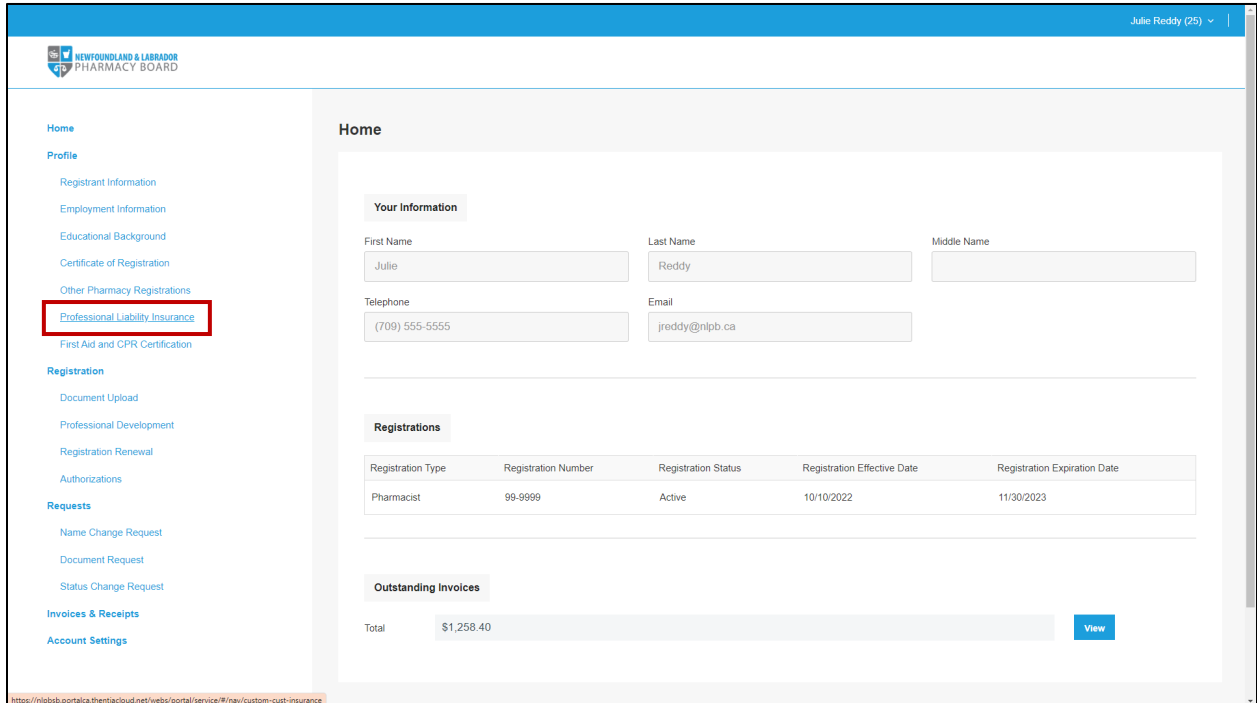 Julie Reddy (25)
NEWFOUNDLAND & LABRADOR
PHARMACY BOARD
Home
Profile
Registrant Information
Employment Information
Educational Background
Certificate of Registration
Other Pharmacy Registrations
Professional Liability Insurance
First Aid and CPR Certification
Registration
Document Upload
Professional Development
Registration Renewal
Authorizations
Requests
Name Change Request
Document Request
Status Change Request
Invoices & Receipts
Account Settings
Home
Your Information
First Name Last Name Middle Name
Julie Reddy
Telephone Email
(709) 555-5555 jreddy@nlpb.ca
Registrations
Registration Type Registration Number Registration Status Registration Effective Date Registration Expiration Date
Pharmacist 99-9999 Active 10/10/2022 11/30/2023
Outstanding Invoices
Total $1,258.40 View
https://nlpbsb.portalca.thentiacloud.net/webs/portal/service/#/nav/custom-cust-insurance